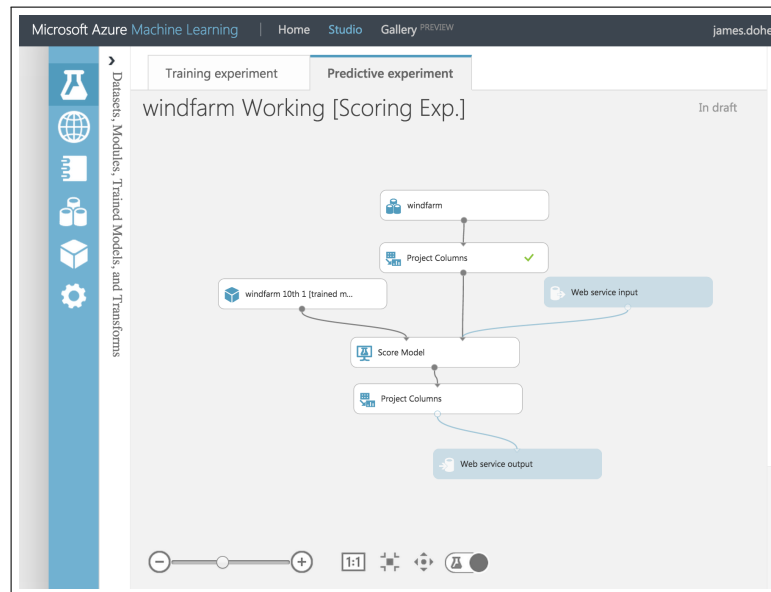 Microsoft Azure Machine Learning | Home Studio Gallery PREVIEW james.dohe
Datasets, Modules, Trained Models, and Transforms
Training experiment Predictive experiment
windfarm Working [Scoring Exp.] In draft
windfarm
Project Columns
windfarm 10th 1 [trained m...
Web service input
Score Model
Project Columns
Web service output
1:1